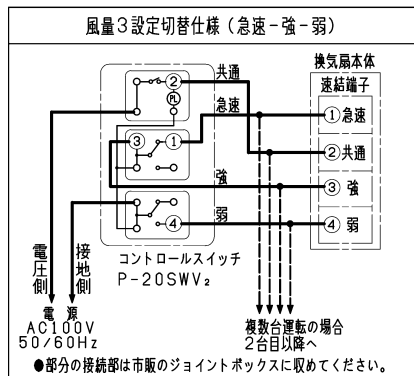 風量3設定切替仕様(急速-強-弱)
共通
換気扇本体
速結端子
②
PL
急速
①急速
③
①
②共通
強
③ 強
弱
④
④ 弱
コントロールスイッチ
P-20SWV₂
電圧側
接地側
電 源
AC100V
50/60Hz
複数台運転の場合
2台目以降へ
●部分の接続部は市販のジョイントボックスに収めてください。